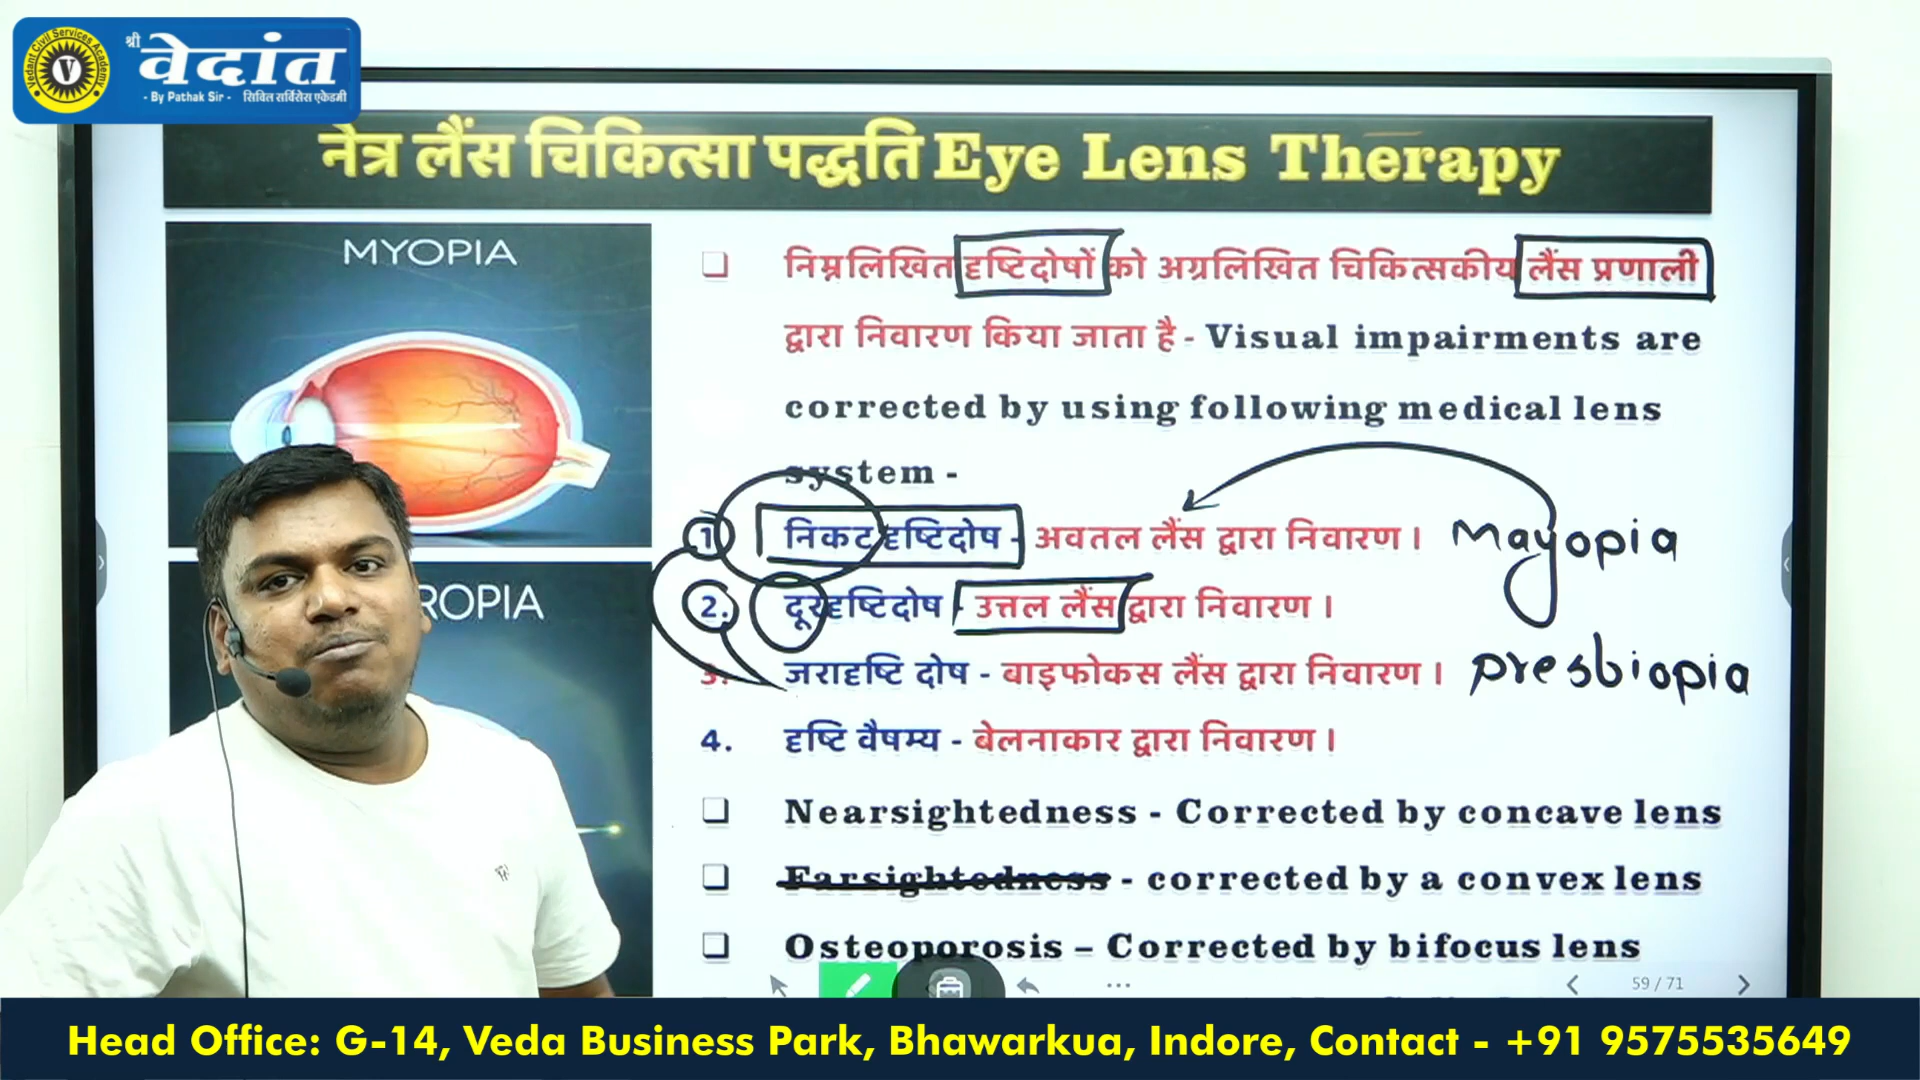 श्री वेदांत
- By Pathak Sir - सिविल सर्विसेस एकेडमी
Vedant Civil Services Academy
V
नेत्र लैंस चिकित्सा पद्धति Eye Lens Therapy
MYOPIA
निम्नलिखित दृष्टिदोषों को अग्रलिखित चिकित्सकीय लैंस प्रणाली
द्वारा निवारण किया जाता है - Visual impairments are
corrected by using following medical lens
system -
1 निकट दृष्टिदोष - अवतल लैंस द्वारा निवारण । Mayopia
ROPIA
2. दूरदृष्टिदोष - उत्तल लैंस द्वारा निवारण ।
3. जरादृष्टि दोष - बाइफोकस लैंस द्वारा निवारण । presbiopia
4. दृष्टि वैषम्य - बेलनाकार द्वारा निवारण ।
Nearsightedness - Corrected by concave lens
Farsightedness - corrected by a convex lens
Osteoporosis – Corrected by bifocus lens
59 / 71
Head Office: G-14, Veda Business Park, Bhawarkua, Indore, Contact - +91 9575535649